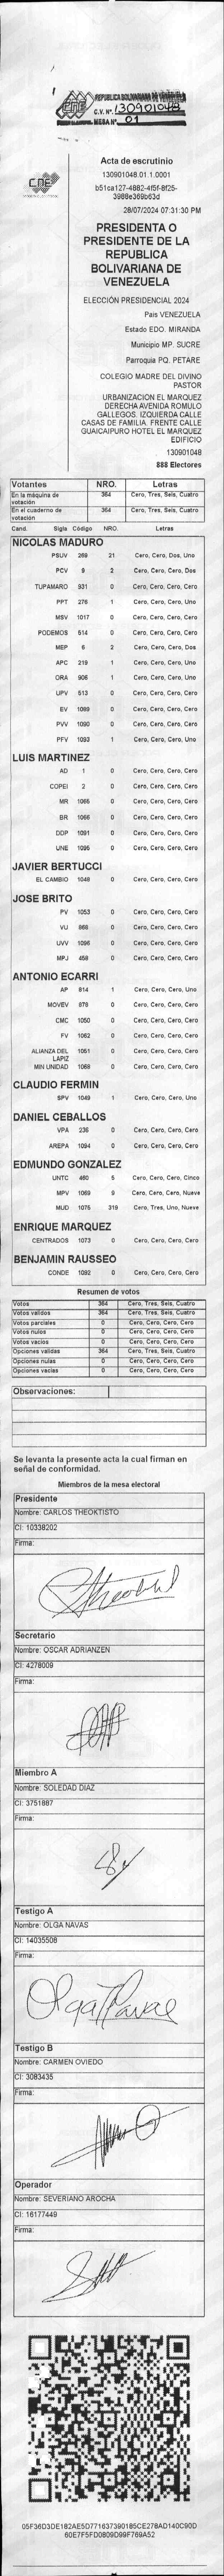 REPUBLICA BOLIVARIANA DE VENEZUELA
CNE
C.V. Nº. 130901048
MESA Nº. 01
CNE
Acta de escrutinio
130901048.01.1.0001
b51ca127-4882-4f5f-8f25-
3988e369b63d
28/07/2024 07:31:30 PM
PRESIDENTA O
PRESIDENTE DE LA
REPUBLICA
BOLIVARIANA DE
VENEZUELA
ELECCIÓN PRESIDENCIAL 2024
Pais VENEZUELA
Estado EDO. MIRANDA
Municipio MP. SUCRE
Parroquia PQ. PETARE
COLEGIO MADRE DEL DIVINO
PASTOR
URBANIZACION EL MARQUEZ
DERECHA AVENIDA ROMULO
GALLEGOS. IZQUIERDA CALLE
CASAS DE FAMILIA. FRENTE CALLE
GUAICAIPURO HOTEL EL MARQUEZ
EDIFICIO
130901048
888 Electores
Votantes NRO. Letras
En la máquina de votación 364 Cero, Tres, Seis, Cuatro
En el cuaderno de votación 364 Cero, Tres, Seis, Cuatro
Cand. Sigla Código NRO. Letras
NICOLAS MADURO
PSUV 269 21 Cero, Cero, Dos, Uno
PCV 9 2 Cero, Cero, Cero, Dos
TUPAMARO 931 0 Cero, Cero, Cero, Cero
PPT 276 1 Cero, Cero, Cero, Uno
MSV 1017 0 Cero, Cero, Cero, Cero
PODEMOS 514 0 Cero, Cero, Cero, Cero
MEP 6 2 Cero, Cero, Cero, Dos
APC 219 1 Cero, Cero, Cero, Uno
ORA 906 1 Cero, Cero, Cero, Uno
UPV 513 0 Cero, Cero, Cero, Cero
EV 1089 0 Cero, Cero, Cero, Cero
PVV 1090 0 Cero, Cero, Cero, Cero
PFV 1093 1 Cero, Cero, Cero, Uno
LUIS MARTINEZ
AD 1 0 Cero, Cero, Cero, Cero
COPEI 2 0 Cero, Cero, Cero, Cero
MR 1066 0 Cero, Cero, Cero, Cero
BR 0 Cero, Cero, Cero, Cero
DDP 1091 0 Cero, Cero, Cero, Cero
UNE 1095 0 Cero, Cero, Cero, Cero
JAVIER BERTUCCI
EL CAMBIO 1048 0 Cero, Cero, Cero, Cero
JOSE BRITO
PV 1053 0 Cero, Cero, Cero, Cero
VU 868 0 Cero, Cero, Cero, Cero
UVV 1096 0 Cero, Cero, Cero, Cero
MPJ 458 0 Cero, Cero, Cero, Cero
ANTONIO ECARRI
AP 814 1 Cero, Cero, Cero, Uno
MOVEV 878 0 Cero, Cero, Cero, Cero
CMC 1050 0 Cero, Cero, Cero, Cero
FV 1062 0 Cero, Cero, Cero, Cero
ALIANZA DEL LAPIZ 1051 0 Cero, Cero, Cero, Cero
MIN UNIDAD 1068 0 Cero, Cero, Cero, Cero
CLAUDIO FERMIN
SPV 1049 1 Cero, Cero, Cero, Uno
DANIEL CEBALLOS
VPA 236 0 Cero, Cero, Cero, Cero
AREPA 1094 0 Cero, Cero, Cero, Cero
EDMUNDO GONZALEZ
UNTC 480 5 Cero, Cero, Cero, Cinco
MPV 1069 9 Cero, Cero, Cero, Nueve
MUD 1075 319 Cero, Tres, Uno, Nueve
ENRIQUE MARQUEZ
CENTRADOS 1073 0 Cero, Cero, Cero, Cero
BENJAMIN RAUSSEO
CONDE 1092 0 Cero, Cero, Cero, Cero
Resumen de votos
Votos 364 Cero, Tres, Seis, Cuatro
Votos validos 364 Cero, Tres, Seis, Cuatro
Votos parciales 0 Cero, Cero, Cero, Cero
Votos nulos 0 Cero, Cero, Cero, Cero
Votos vacios 0 Cero, Cero, Cero, Cero
Opciones validas 364 Cero, Tres, Seis, Cuatro
Opciones nulas 0 Cero, Cero, Cero, Cero
Opciones vacias 0 Cero, Cero, Cero, Cero
Observaciones:
Se levanta la presente acta la cual firman en
señal de conformidad.
Miembros de la mesa electoral
Presidente
Nombre: CARLOS THEOKTISTO
CI: 10338202
Firma:
Secretario
Nombre: OSCAR ADRIANZEN
CI: 4278009
Firma:
Miembro A
Nombre: SOLEDAD DIAZ
CI: 3751887
Firma:
Testigo A
Nombre: OLGA NAVAS
CI: 14035508
Firma:
Olga Navas
Testigo B
Nombre: CARMEN OVIEDO
CI: 3083435
Firma:
Operador
Nombre: SEVERIANO AROCHA
CI: 16177449
Firma:
05F36D3DE182AE5D771637390185CE278AD140C90D
60E7F5FD0809D99F769A52